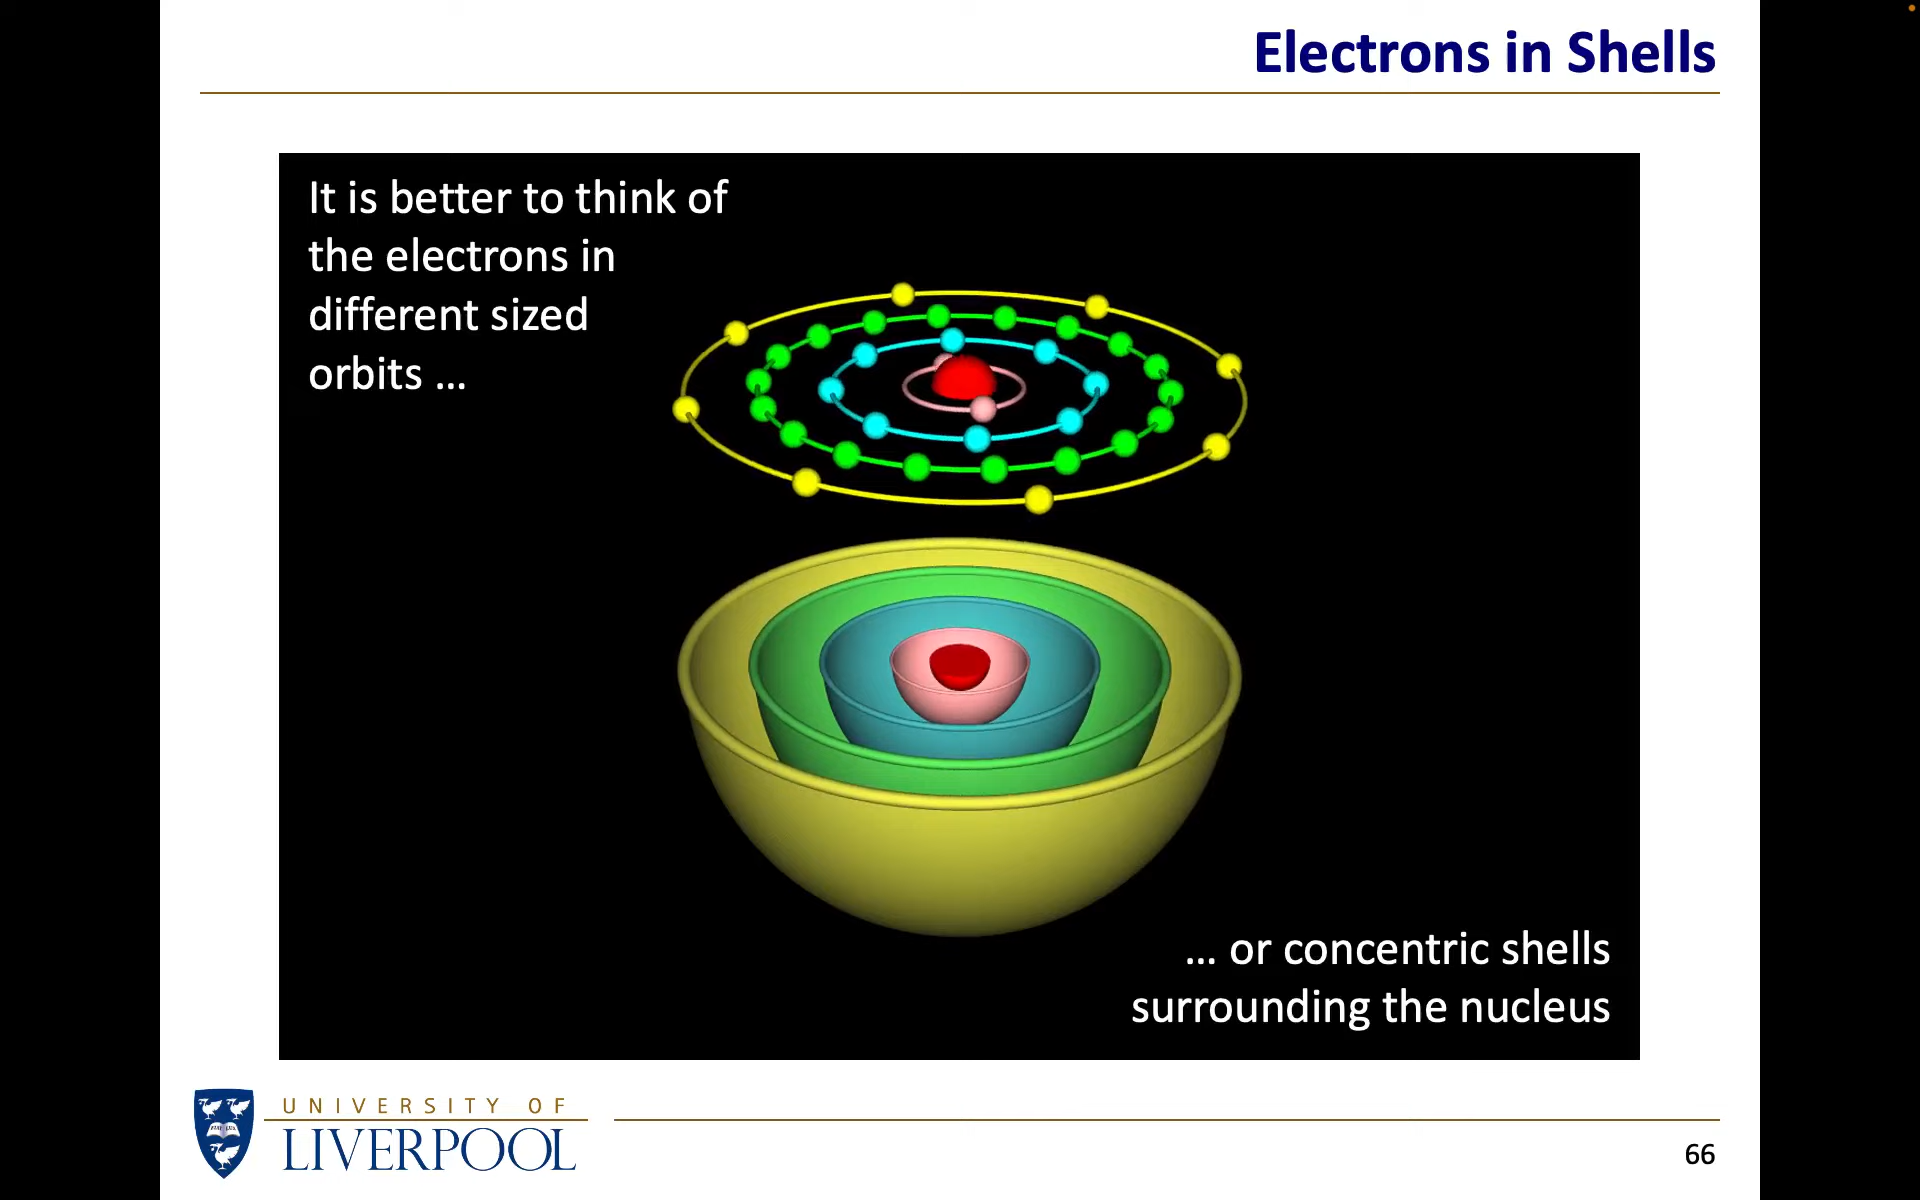 Electrons in Shells
It is better to think of
the electrons in
different sized
orbits ...
... or concentric shells
surrounding the nucleus
UNIVERSITY OF
LIVERPOOL
66